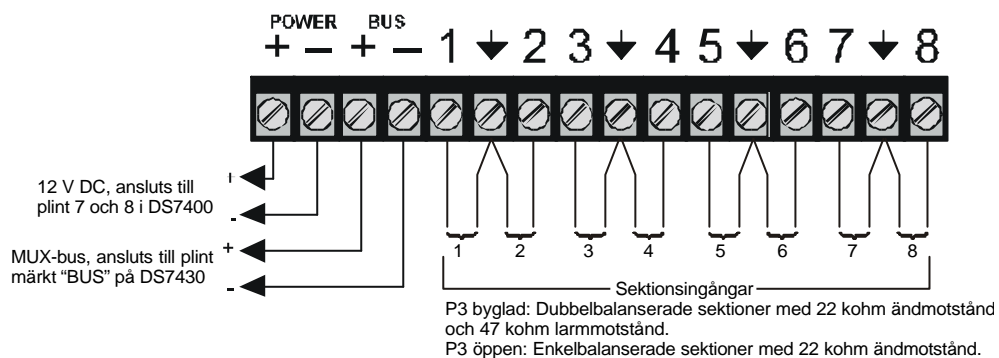 POWER BUS
+ − + − 1 2 3 4 5 6 7 8
12 V DC, ansluts till
plint 7 och 8 i DS7400
+
-
MUX-bus, ansluts till plint
märkt “BUS” på DS7430
+
-
1 2 3 4 5 6 7 8
Sektionsingångar
P3 byglad: Dubbelbalanserade sektioner med 22 kohm ändmotstånd
och 47 kohm larmmotstånd.
P3 öppen: Enkelbalanserade sektioner med 22 kohm ändmotstånd.